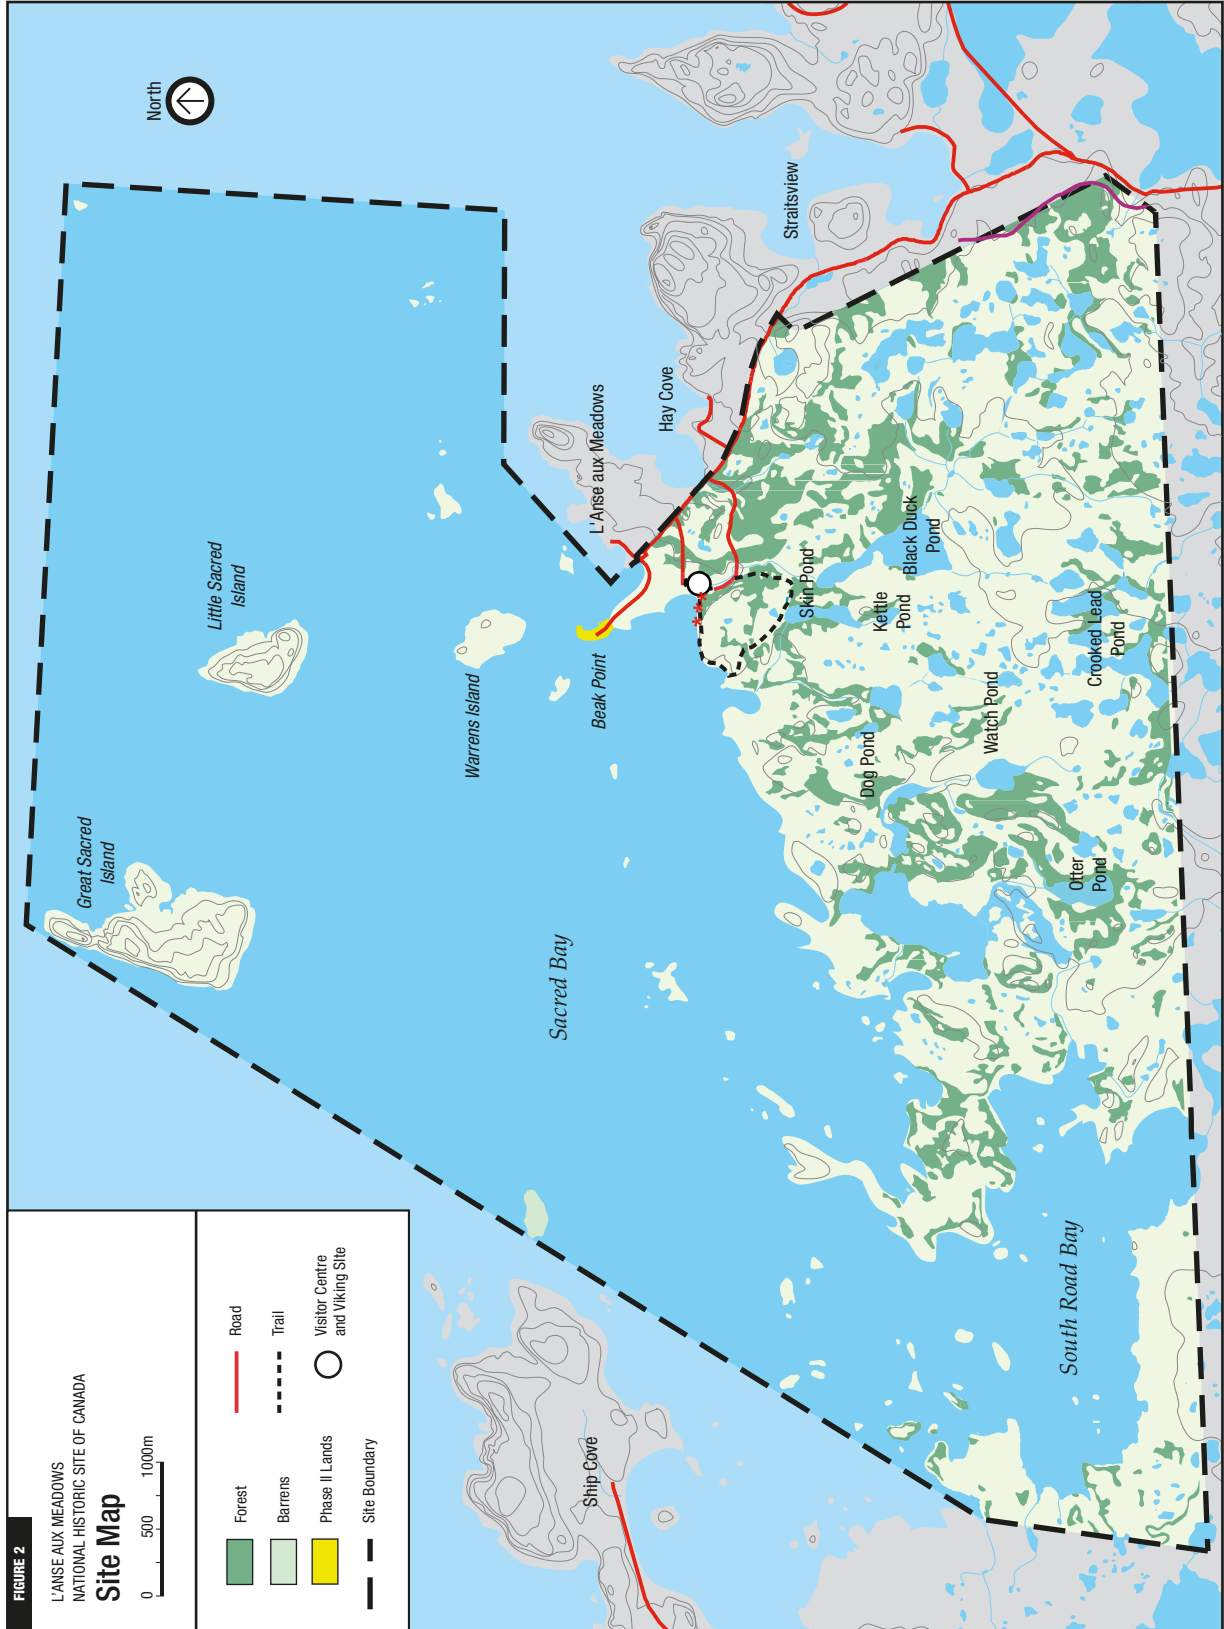 FIGURE 2
L'ANSE AUX MEADOWS
NATIONAL HISTORIC SITE OF CANADA
Site Map
0 500 1000m
Forest
Barrens
Phase II Lands
Site Boundary
Road
Trail
Visitor Centre
and Viking Site
North
Great Sacred
Island
Little Sacred
Island
Warrens Island
Beak Point
L'Anse aux Meadows
Hay Cove
Straitsview
Sacred Bay
Ship Cove
Skin Pond
Black Duck
Pond
Kettle
Pond
Dog Pond
Watch Pond
Crooked Lead
Pond
Otter
Pond
South Road Bay